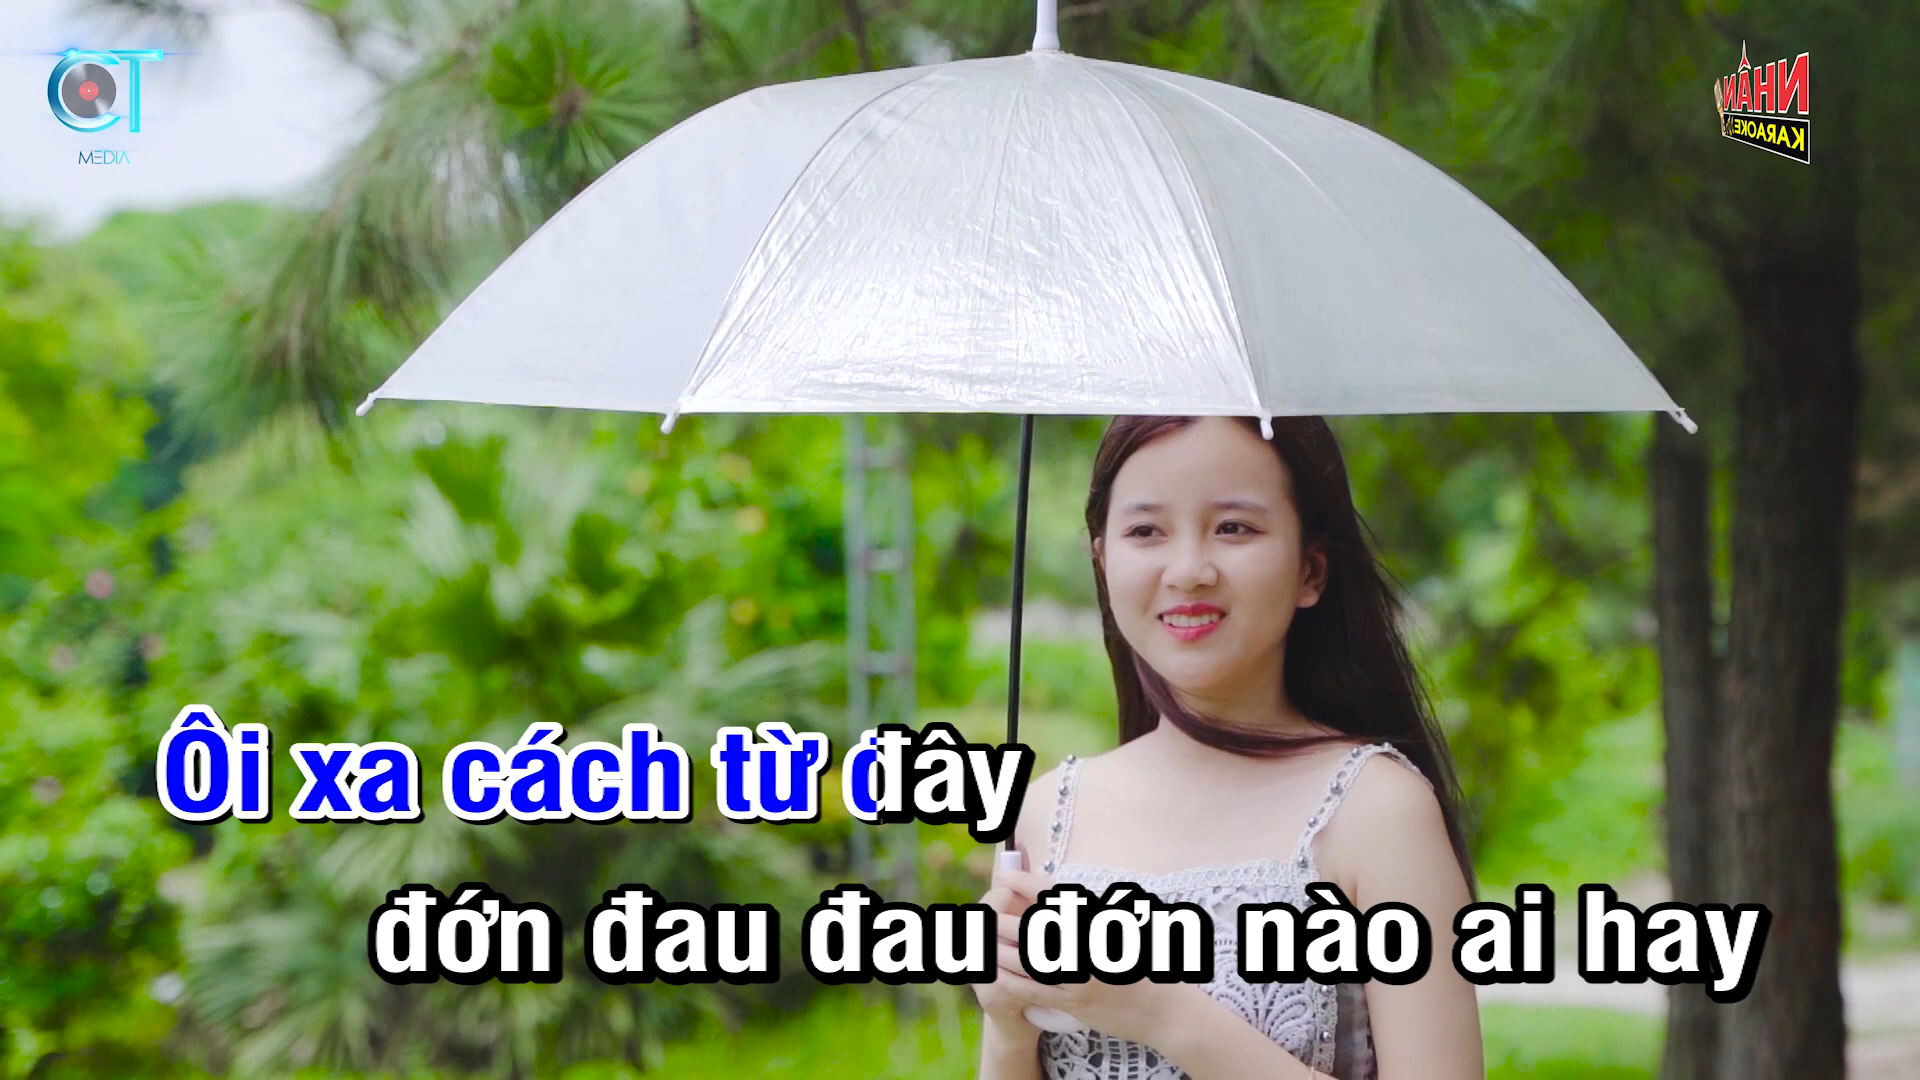 CT
MEDIA
NHÂN
KARAOKE
Ôi xa cách từ đây
đớn đau đau đớn nào ai hay